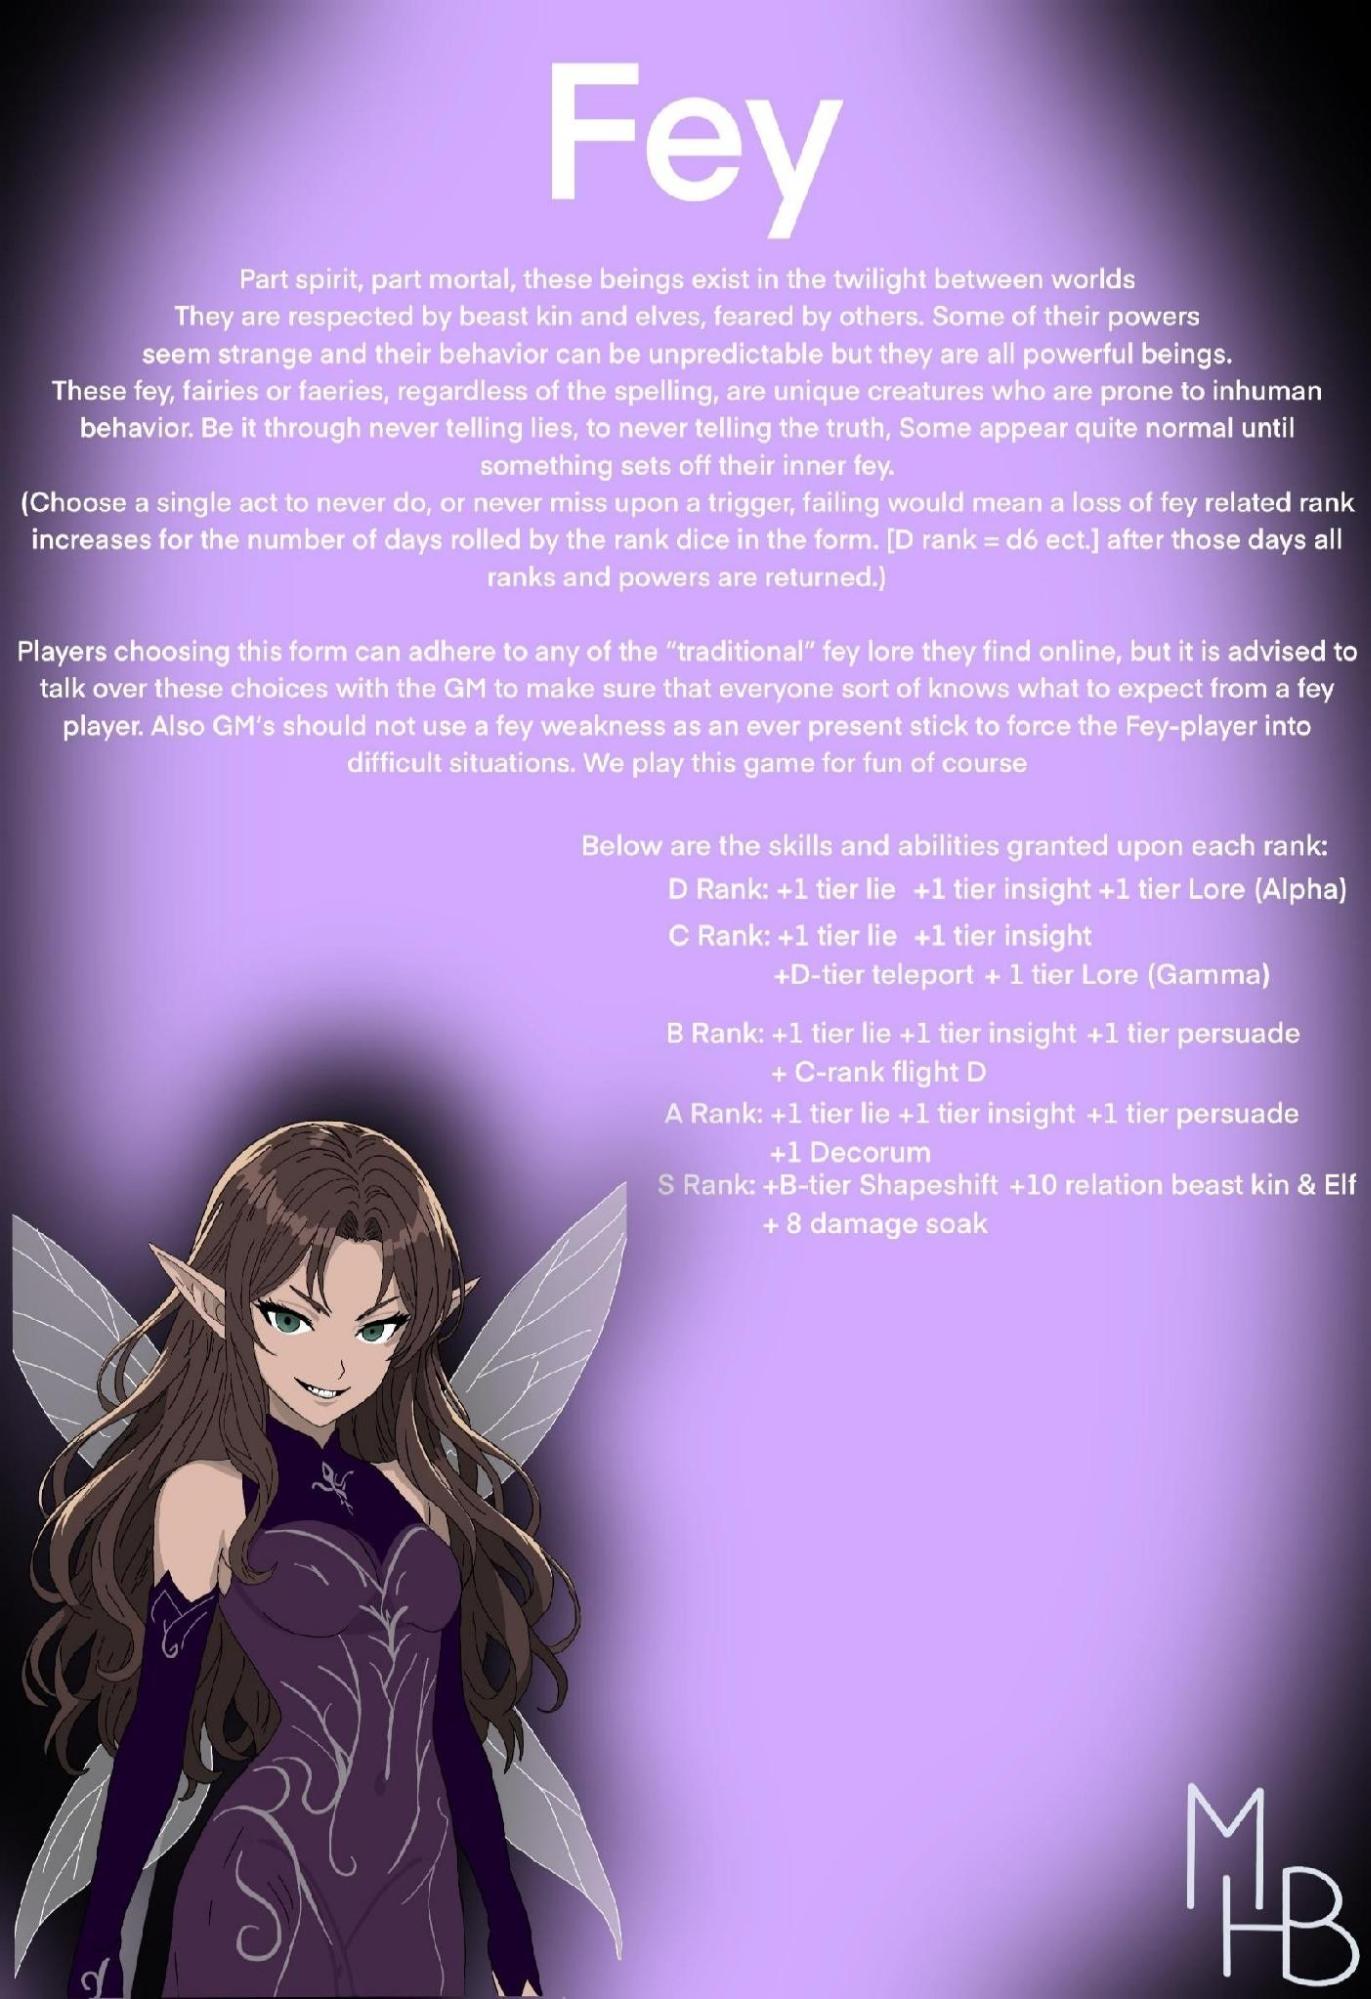 Fey
Part spirit, part mortal, these beings exist in the twilight between worlds
They are respected by beast kin and elves, feared by others. Some of their powers
seem strange and their behavior can be unpredictable but they are all powerful beings.
These fey, fairies or faeries, regardless of the spelling, are unique creatures who are prone to inhuman
behavior. Be it through never telling lies, to never telling the truth, Some appear quite normal until
something sets off their inner fey.
(Choose a single act to never do, or never miss upon a trigger, failing would mean a loss of fey related rank
increases for the number of days rolled by the rank dice in the form. [D rank = d6 ect.] after those days all
ranks and powers are returned.)
Players choosing this form can adhere to any of the “traditional” fey lore they find online, but it is advised to
talk over these choices with the GM to make sure that everyone sort of knows what to expect from a fey
player. Also GM‘s should not use a fey weakness as an ever present stick to force the Fey-player into
difficult situations. We play this game for fun of course
Below are the skills and abilities granted upon each rank:
D Rank: +1 tier lie +1 tier insight +1 tier Lore (Alpha)
C Rank: +1 tier lie +1 tier insight
+D-tier teleport + 1 tier Lore (Gamma)
B Rank: +1 tier lie +1 tier insight +1 tier persuade
+ C-rank flight D
A Rank: +1 tier lie +1 tier insight +1 tier persuade
+1 Decorum
S Rank: +B-tier Shapeshift +10 relation beast kin & Elf
+ 8 damage soak
MHB